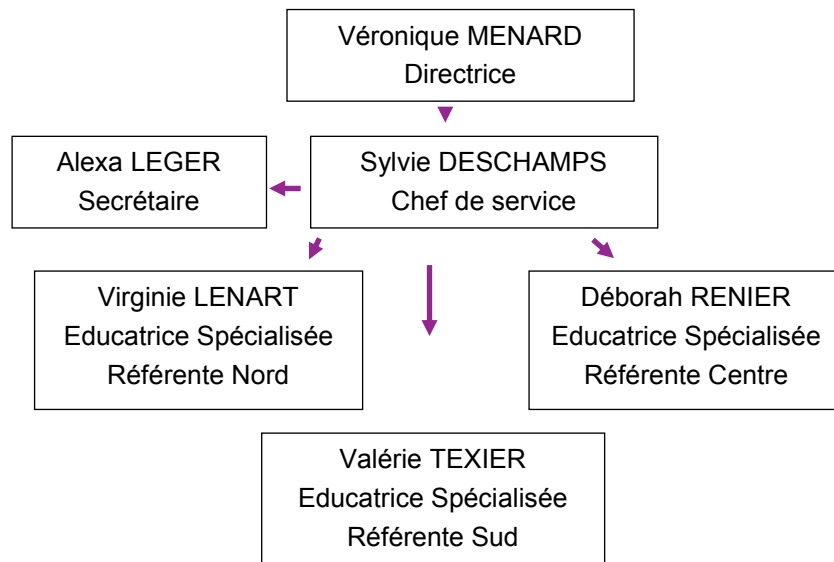 Véronique MENARD
Directrice
Alexa LEGER
Secrétaire
Sylvie DESCHAMPS
Chef de service
Virginie LENART
Educatrice Spécialisée
Référente Nord
Déborah RENIER
Educatrice Spécialisée
Référente Centre
Valérie TEXIER
Educatrice Spécialisée
Référente Sud